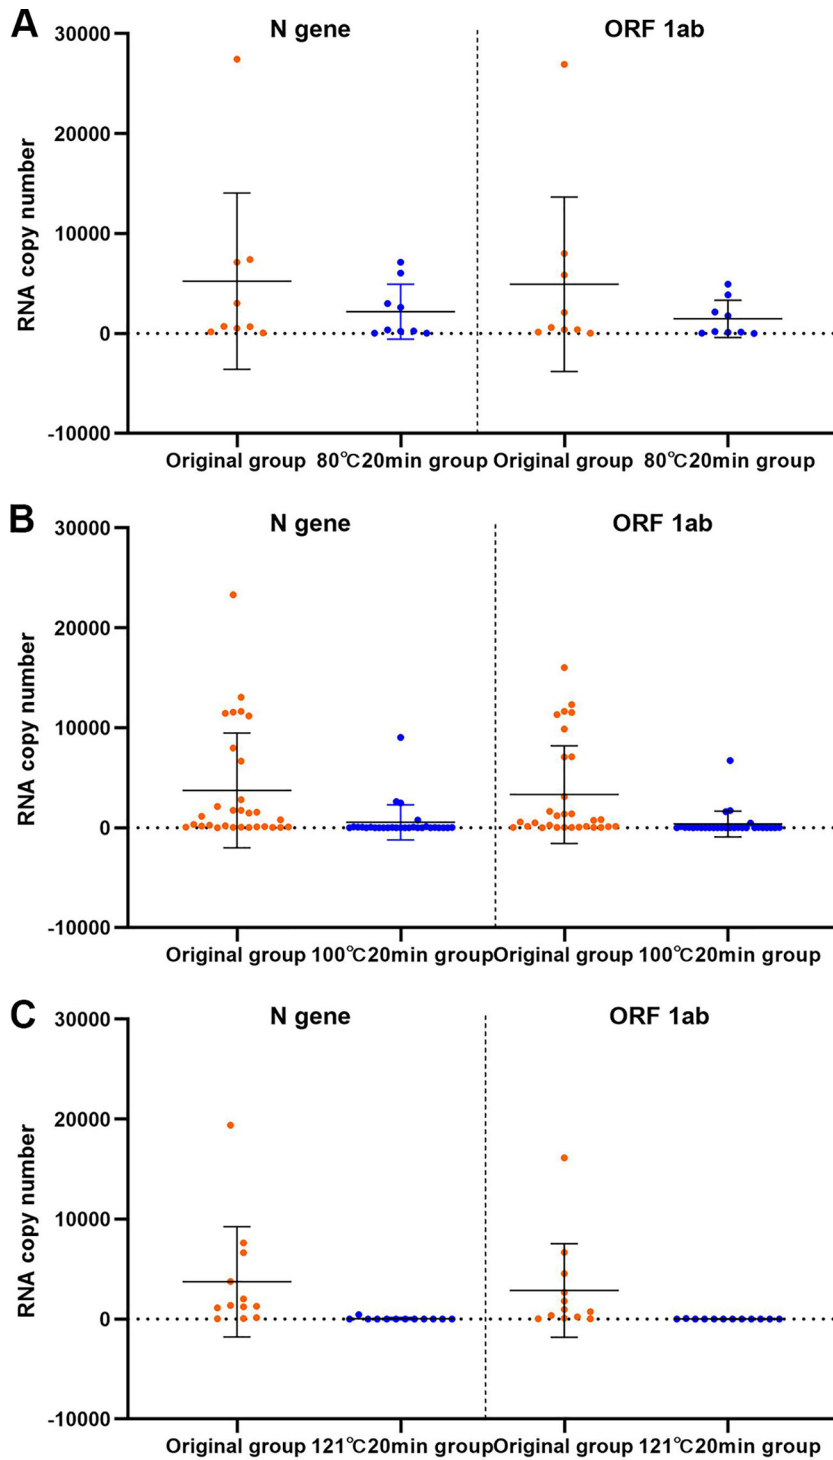 A
N gene
ORF 1ab
RNA copy number
30000
20000
10000
0
-10000
Original group
80℃20min group
Original group
80℃20min group
B
N gene
ORF 1ab
RNA copy number
30000
20000
10000
0
-10000
Original group
100℃20min group
Original group
100℃20min group
C
N gene
ORF 1ab
RNA copy number
30000
20000
10000
0
-10000
Original group
121℃20min group
Original group
121℃20min group